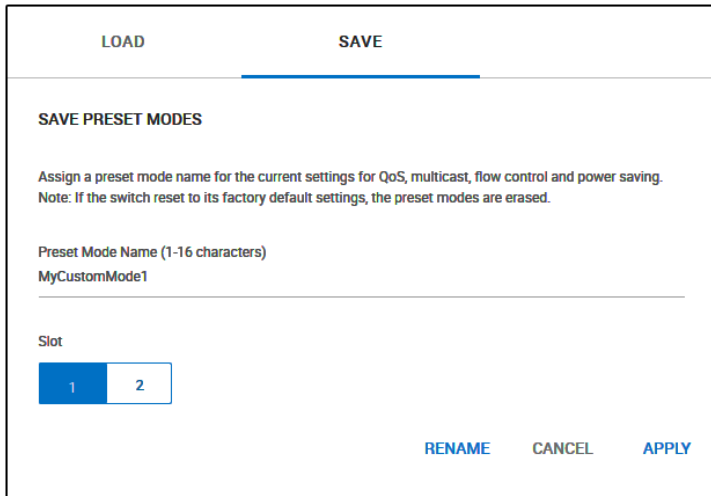 LOAD SAVE
SAVE PRESET MODES
Assign a preset mode name for the current settings for QoS, multicast, flow control and power saving.
Note: If the switch reset to its factory default settings, the preset modes are erased.
Preset Mode Name (1-16 characters)
MyCustomMode1
Slot
1 2
RENAME CANCEL APPLY